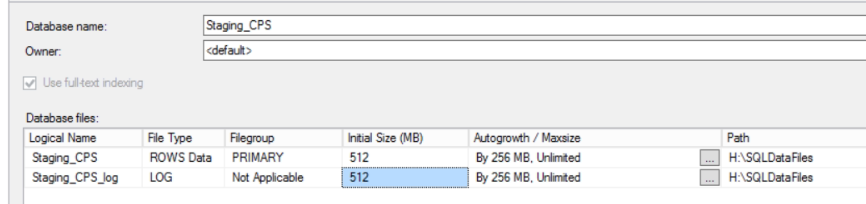 Database name: Staging_CPS
Owner: <default>
Use full-text indexing
Database files:
Logical Name File Type Filegroup Initial Size (MB) Autogrowth / Maxsize Path
Staging_CPS ROWS Data PRIMARY 512 By 256 MB, Unlimited ... H:\SQLDataFiles
Staging_CPS_log LOG Not Applicable 512 By 256 MB, Unlimited ... H:\SQLDataFiles